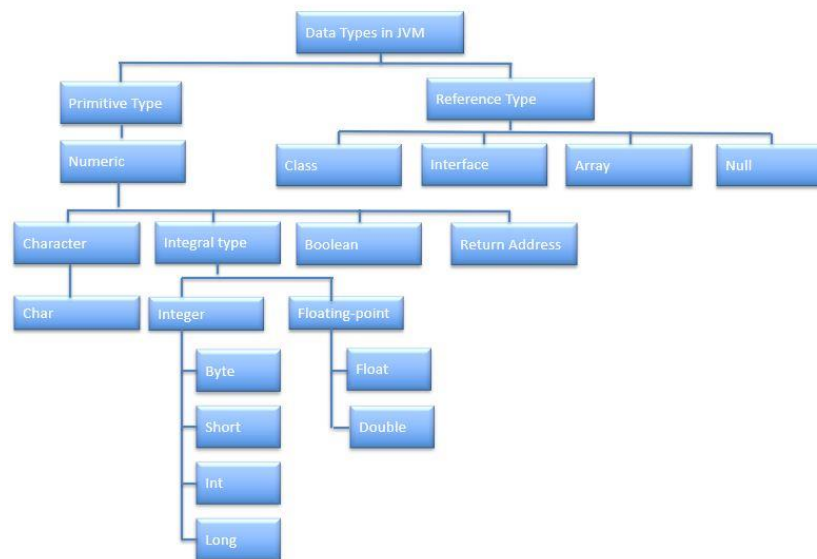 Data Types in JVM
Primitive Type
Reference Type
Numeric
Class
Interface
Array
Null
Character
Integral type
Boolean
Return Address
Char
Integer
Floating-point
Byte
Float
Short
Double
Int
Long